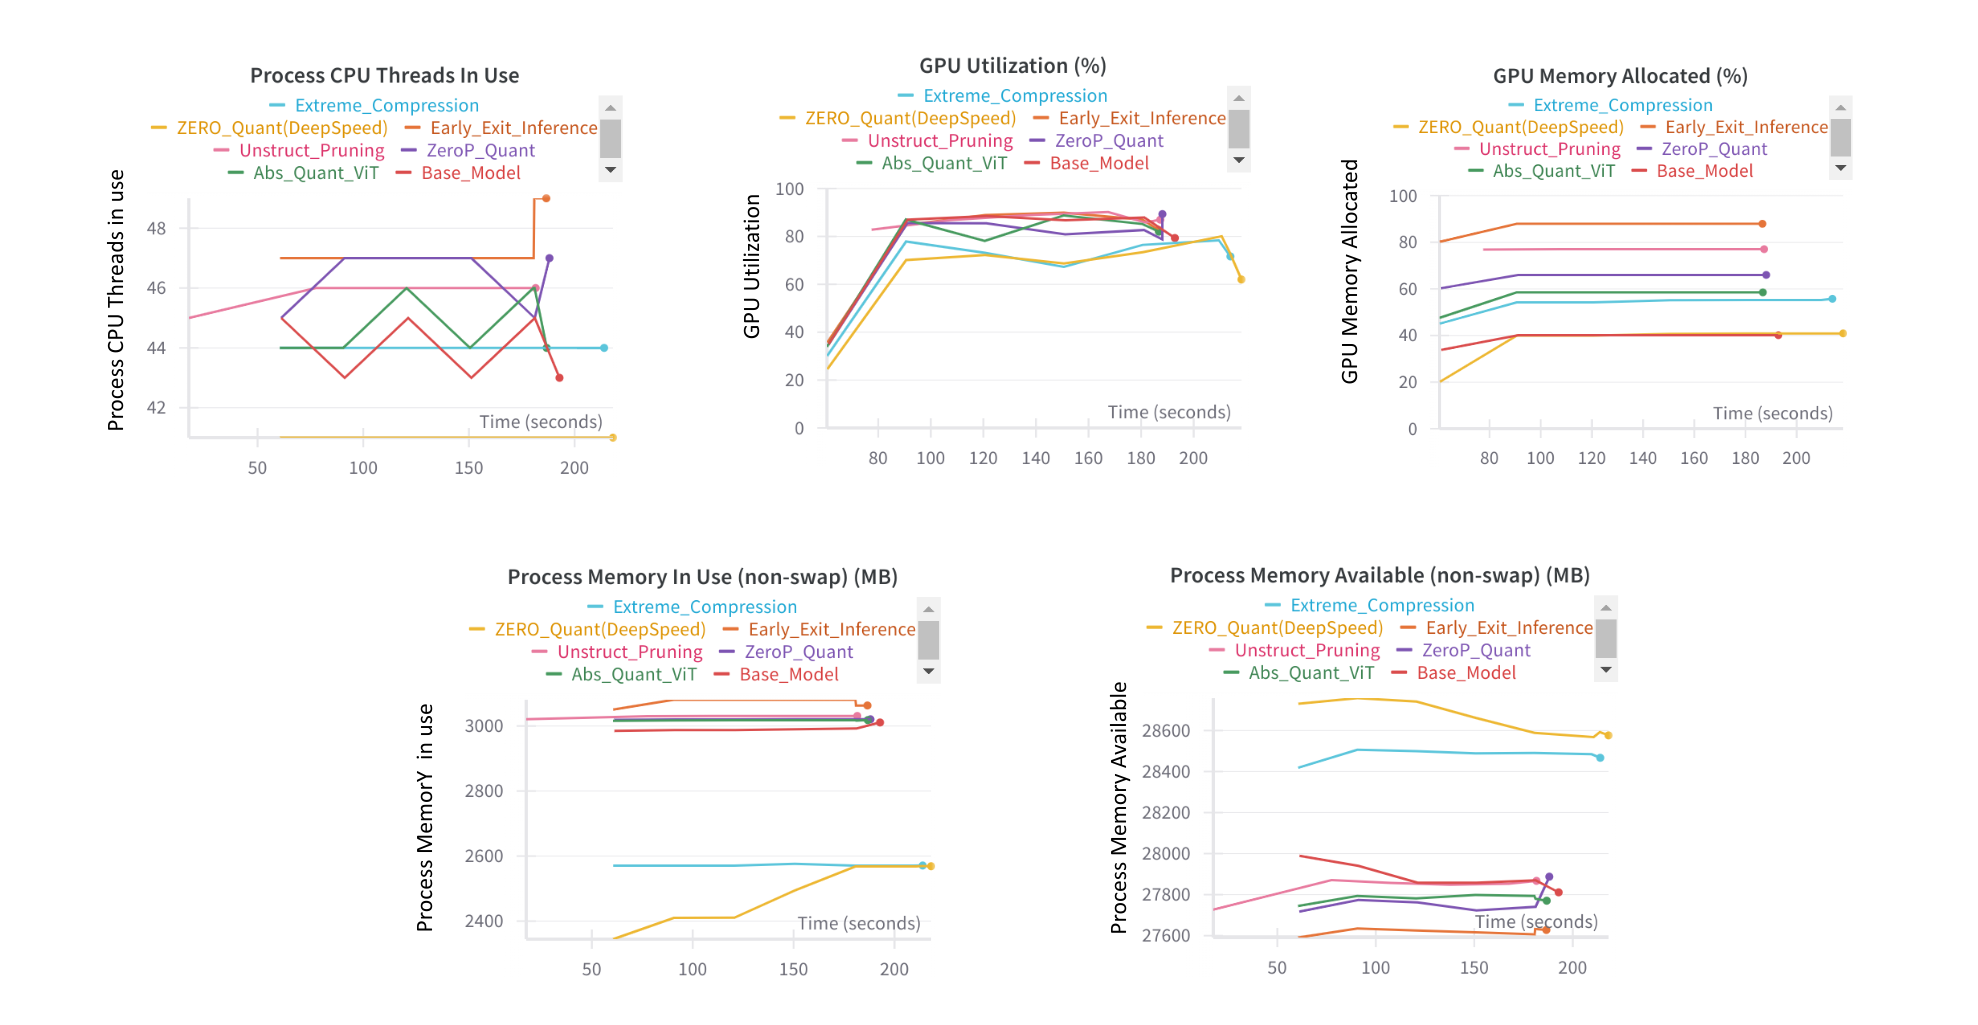 Process CPU Threads In Use
Extreme_Compression
ZERO_Quant(DeepSpeed) Early_Exit_Inference
Unstruct_Pruning ZeroP_Quant
Abs_Quant_ViT Base_Model
Process CPU Threads in use
48
46
44
42
Time (seconds)
50 100 150 200
GPU Utilization (%)
Extreme_Compression
ZERO_Quant(DeepSpeed) Early_Exit_Inference
Unstruct_Pruning ZeroP_Quant
Abs_Quant_ViT Base_Model
GPU Utilization
100
80
60
40
20
0
Time (seconds)
80 100 120 140 160 180 200
GPU Memory Allocated (%)
Extreme_Compression
ZERO_Quant(DeepSpeed) Early_Exit_Inference
Unstruct_Pruning ZeroP_Quant
Abs_Quant_ViT Base_Model
GPU Memory Allocated
100
80
60
40
20
0
Time (seconds)
80 100 120 140 160 180 200
Process Memory In Use (non-swap) (MB)
Extreme_Compression
ZERO_Quant(DeepSpeed) Early_Exit_Inference
Unstruct_Pruning ZeroP_Quant
Abs_Quant_ViT Base_Model
Process MemorY in use
3000
2800
2600
2400
Time (seconds)
50 100 150 200
Process Memory Available (non-swap) (MB)
Extreme_Compression
ZERO_Quant(DeepSpeed) Early_Exit_Inference
Unstruct_Pruning ZeroP_Quant
Abs_Quant_ViT Base_Model
Process Memory Available
28600
28400
28200
28000
27800
27600
Time (seconds)
50 100 150 200